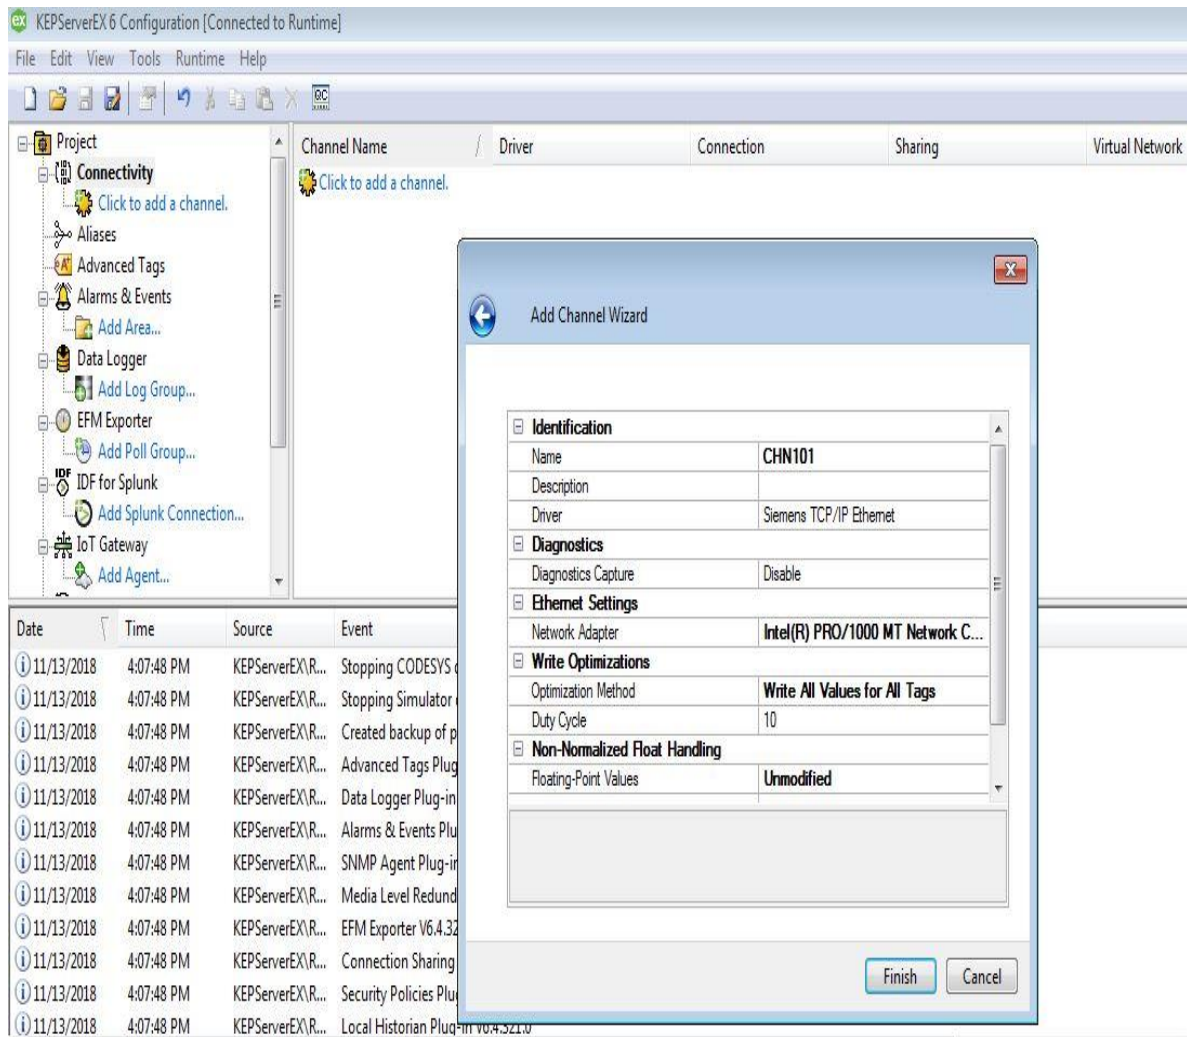 ex KEPServerEX 6 Configuration [Connected to Runtime]
File Edit View Tools Runtime Help
QC
Project
Connectivity
Click to add a channel.
Aliases
A+ Advanced Tags
Alarms & Events
Add Area...
Data Logger
Add Log Group...
EFM Exporter
Add Poll Group...
IDF IDF for Splunk
Add Splunk Connection...
IoT Gateway
Add Agent...
Channel Name Driver Connection Sharing Virtual Network
Click to add a channel.
Add Channel Wizard
Identification
Name CHN101
Description
Driver Siemens TCP/IP Ethernet
Diagnostics
Diagnostics Capture Disable
Ethernet Settings
Network Adapter Intel(R) PRO/1000 MT Network C...
Write Optimizations
Optimization Method Write All Values for All Tags
Duty Cycle 10
Non-Normalized Float Handling
Floating-Point Values Unmodified
Finish Cancel
Date Time Source Event
11/13/2018 4:07:48 PM KEPServerEX\R... Stopping CODESYS
11/13/2018 4:07:48 PM KEPServerEX\R... Stopping Simulator
11/13/2018 4:07:48 PM KEPServerEX\R... Created backup of p
11/13/2018 4:07:48 PM KEPServerEX\R... Advanced Tags Plug
11/13/2018 4:07:48 PM KEPServerEX\R... Data Logger Plug-in
11/13/2018 4:07:48 PM KEPServerEX\R... Alarms & Events Plu
11/13/2018 4:07:48 PM KEPServerEX\R... SNMP Agent Plug-in
11/13/2018 4:07:48 PM KEPServerEX\R... Media Level Redund
11/13/2018 4:07:48 PM KEPServerEX\R... EFM Exporter V6.4.32
11/13/2018 4:07:48 PM KEPServerEX\R... Connection Sharing
11/13/2018 4:07:48 PM KEPServerEX\R... Security Policies Plu
11/13/2018 4:07:48 PM KEPServerEX\R... Local Historian Plug-in V6.4.321.0